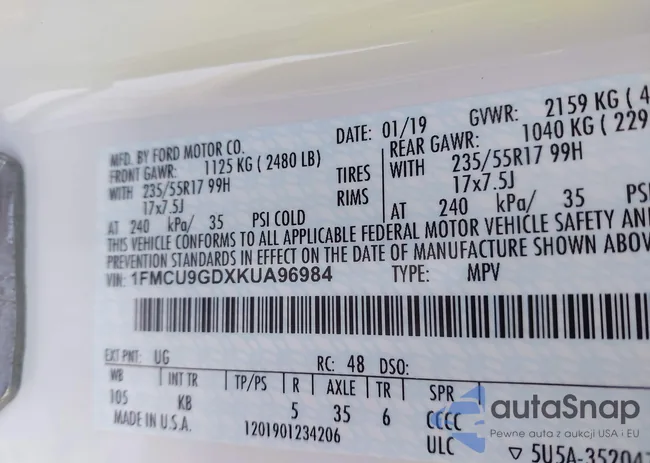 MFD. BY FORD MOTOR CO. DATE: 01/19 GVWR: 2159 KG ( 4
FRONT GAWR: 1125 KG ( 2480 LB) REAR GAWR: 1040 KG ( 229
WITH 235/55R17 99H TIRES WITH 235/55R17 99H
17x7.5J RIMS 17x7.5J
AT 240 kPa/ 35 PSI COLD AT 240 kPa/ 35 PSI
THIS VEHICLE CONFORMS TO ALL APPLICABLE FEDERAL MOTOR VEHICLE SAFETY AN
PREVENTION STANDARDS IN EFFECT ON THE DATE OF MANUFACTURE SHOWN ABOV
VIN: 1FMCU9GDXKUA96984 TYPE: MPV
EXT PNT: UG RC: 48 DSO:
WB INT TR TP/PS R AXLE TR SPR
105 KB 5 35 6 CCCC
MADE IN U.S.A. 1201901234206 ULC
▽ 5U5A-35204
autaSnap
Pewne auta z aukcji USA i EU